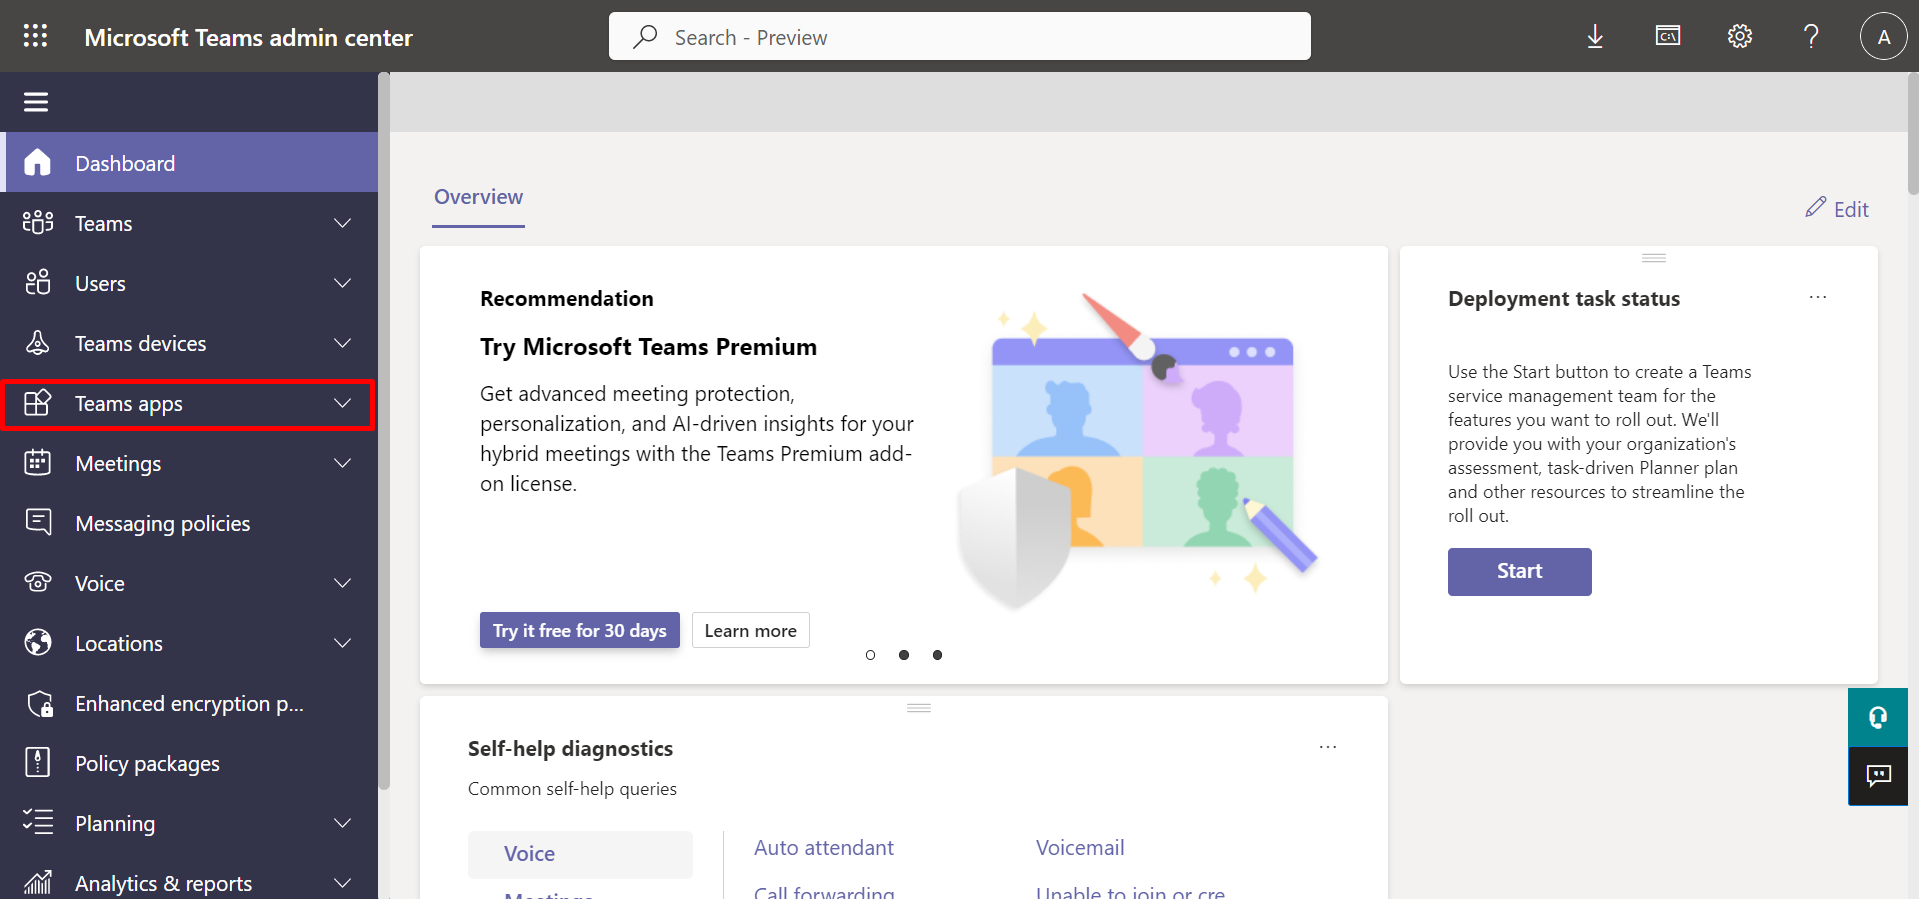 Microsoft Teams admin center
Search - Preview
C:\
A
Dashboard
Teams
Users
Teams devices
Teams apps
Meetings
Messaging policies
Voice
Locations
Enhanced encryption p...
Policy packages
Planning
Analytics & reports
Overview
Edit
Recommendation
Try Microsoft Teams Premium
Get advanced meeting protection,
personalization, and AI-driven insights for your
hybrid meetings with the Teams Premium add-
on license.
Try it free for 30 days
Learn more
Deployment task status
Use the Start button to create a Teams
service management team for the
features you want to roll out. We'll
provide you with your organization's
assessment, task-driven Planner plan
and other resources to streamline the
roll out.
Start
Self-help diagnostics
Common self-help queries
Voice
Meetings
Auto attendant
Call forwarding
Voicemail
Unable to join or cre